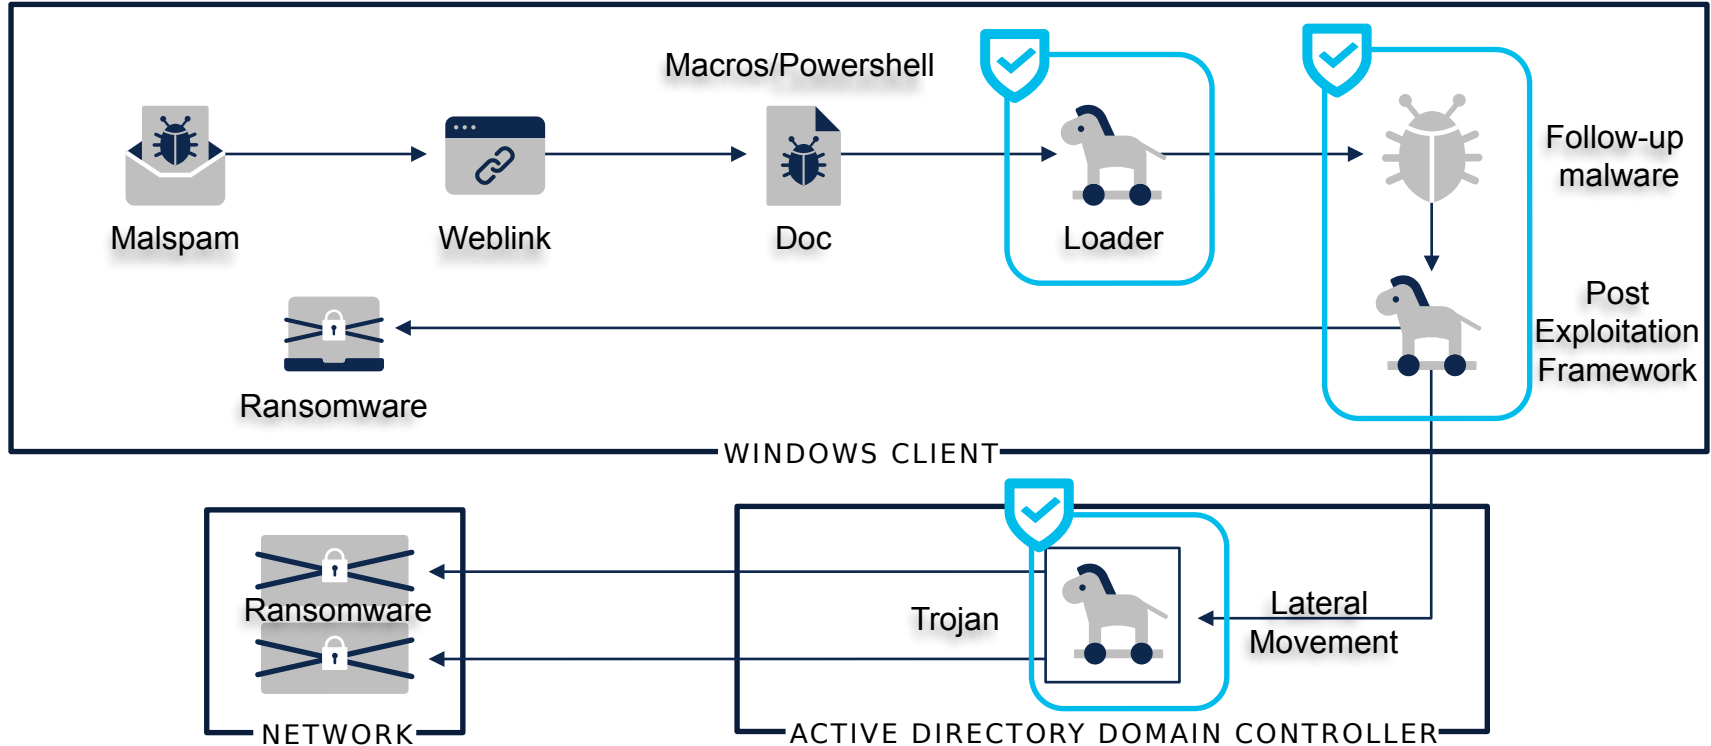 Macros/Powershell
Malspam
Weblink
Doc
Loader
Follow-up
malware
Post
Exploitation
Framework
Ransomware
WINDOWS CLIENT
Ransomware
Trojan
Lateral
Movement
NETWORK
ACTIVE DIRECTORY DOMAIN CONTROLLER